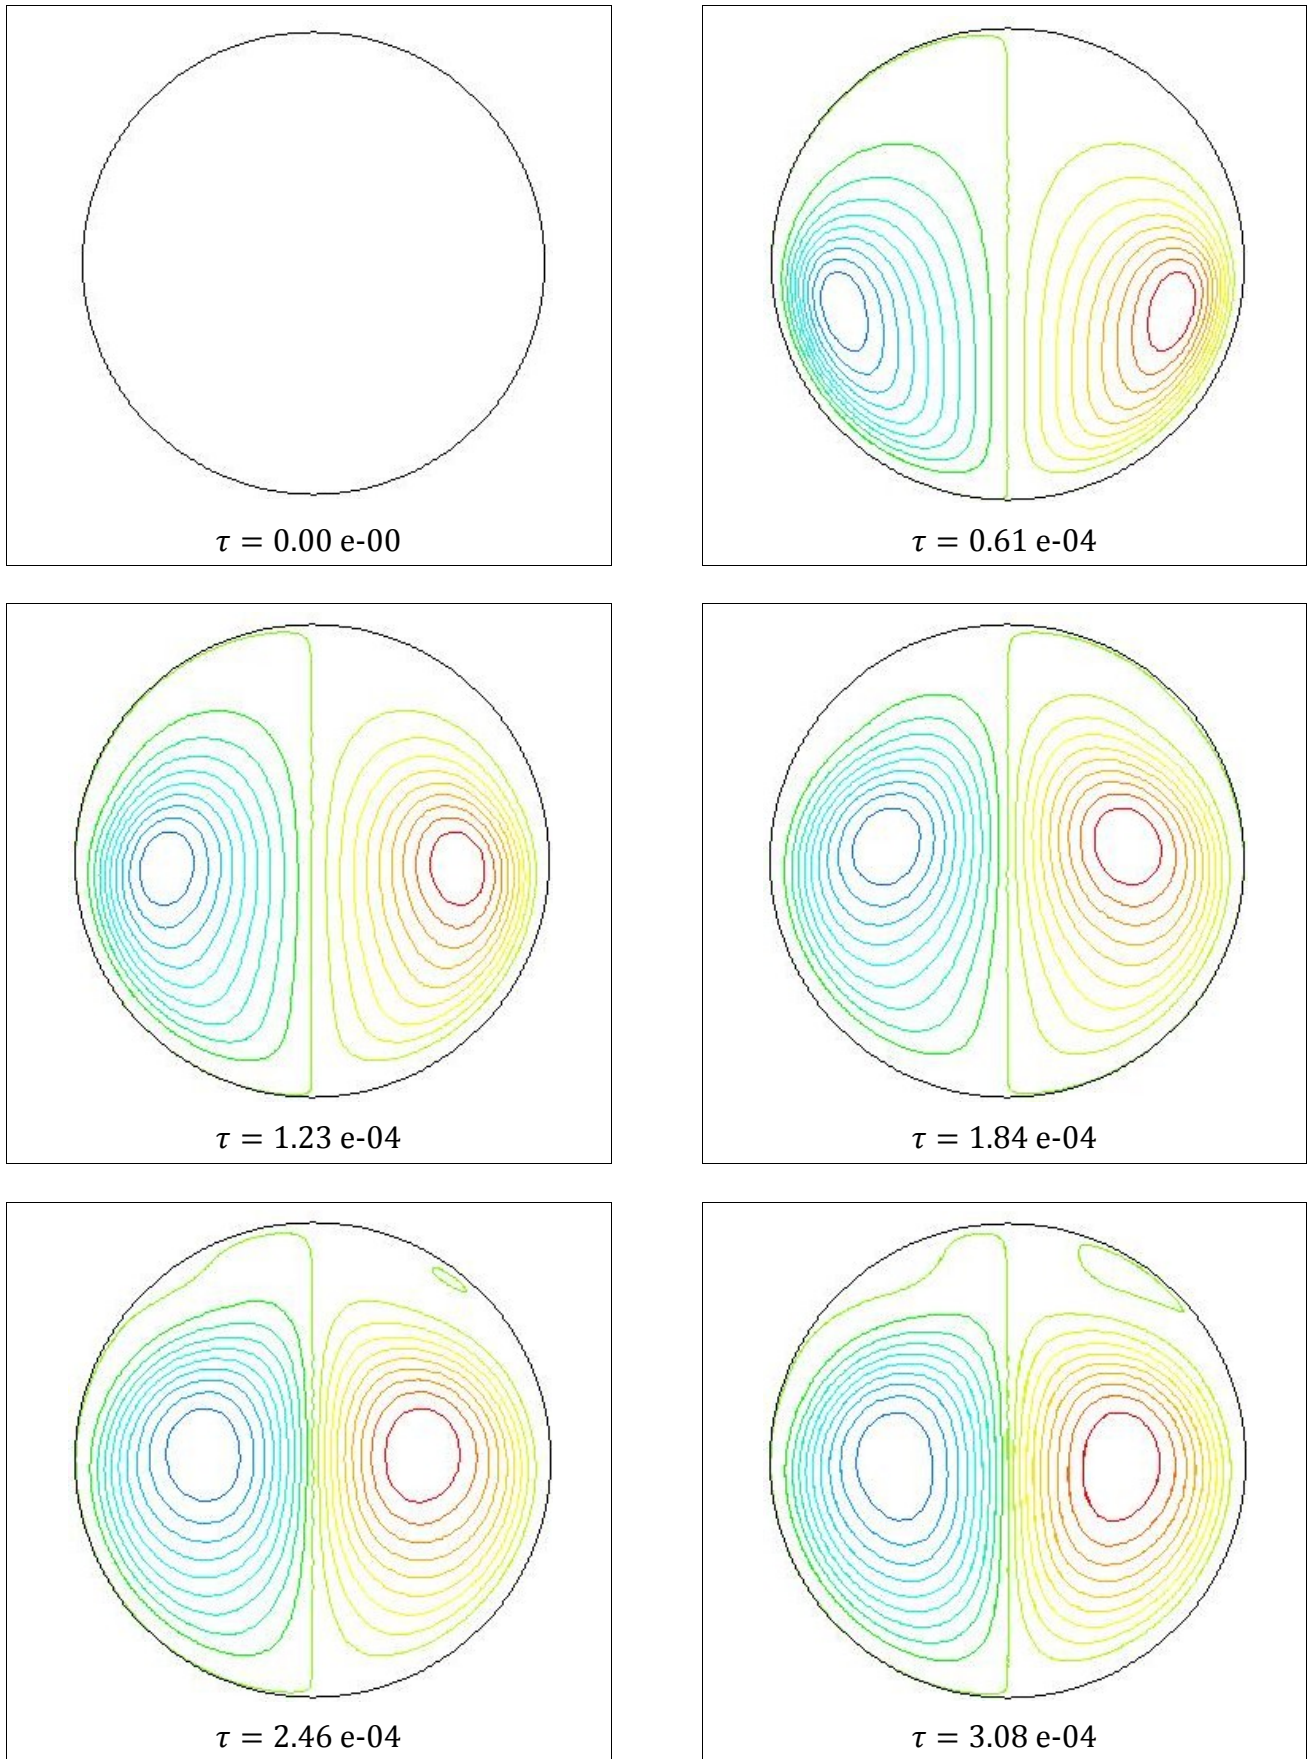 𝜏 = 0.00 e-00
𝜏 = 0.61 e-04
𝜏 = 1.23 e-04
𝜏 = 1.84 e-04
𝜏 = 2.46 e-04
𝜏 = 3.08 e-04